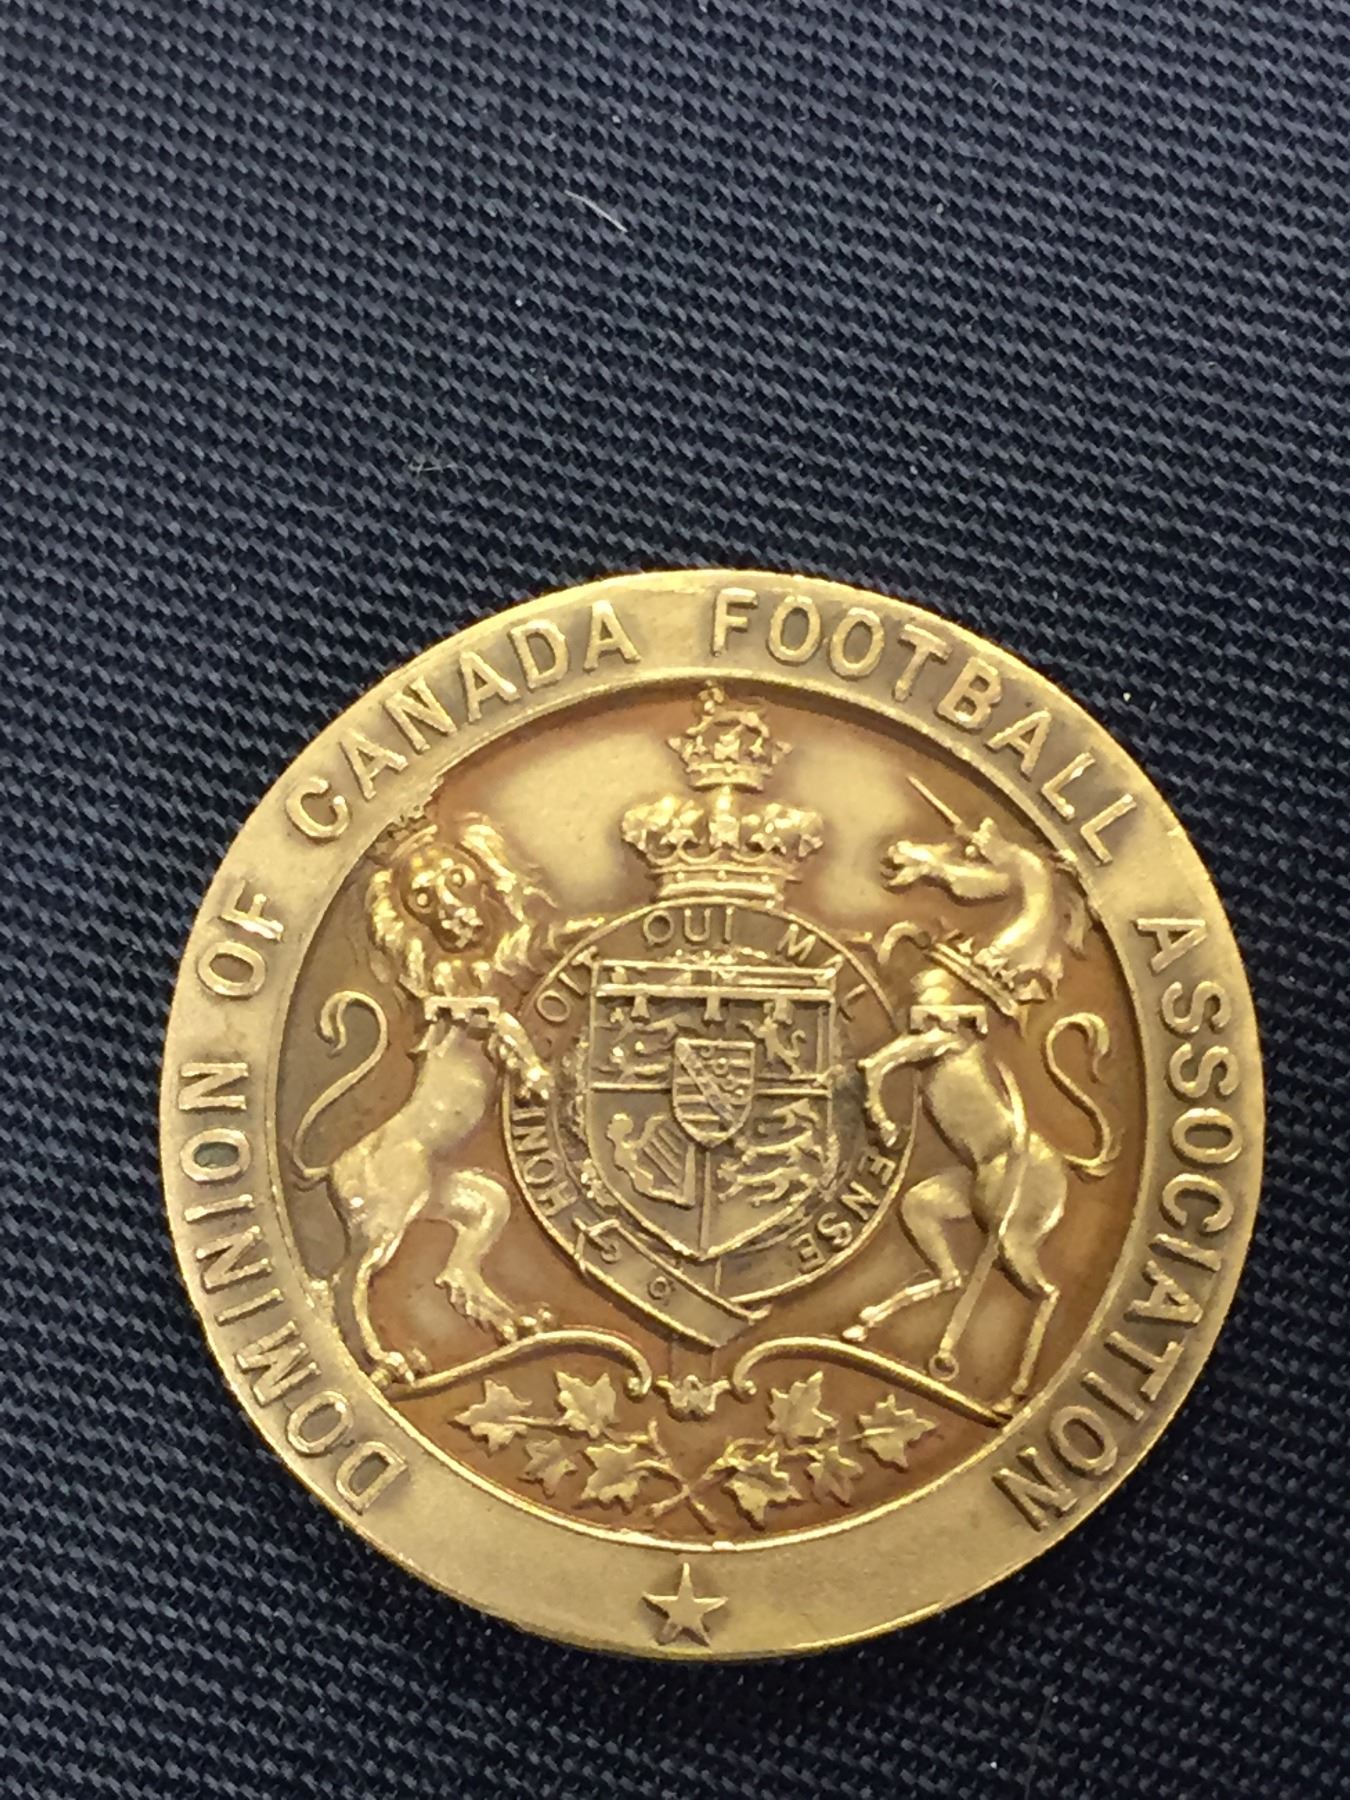 DOMINION OF CANADA FOOTBALL ASSOCIATION
HONI SOIT QUI MAL PENSE